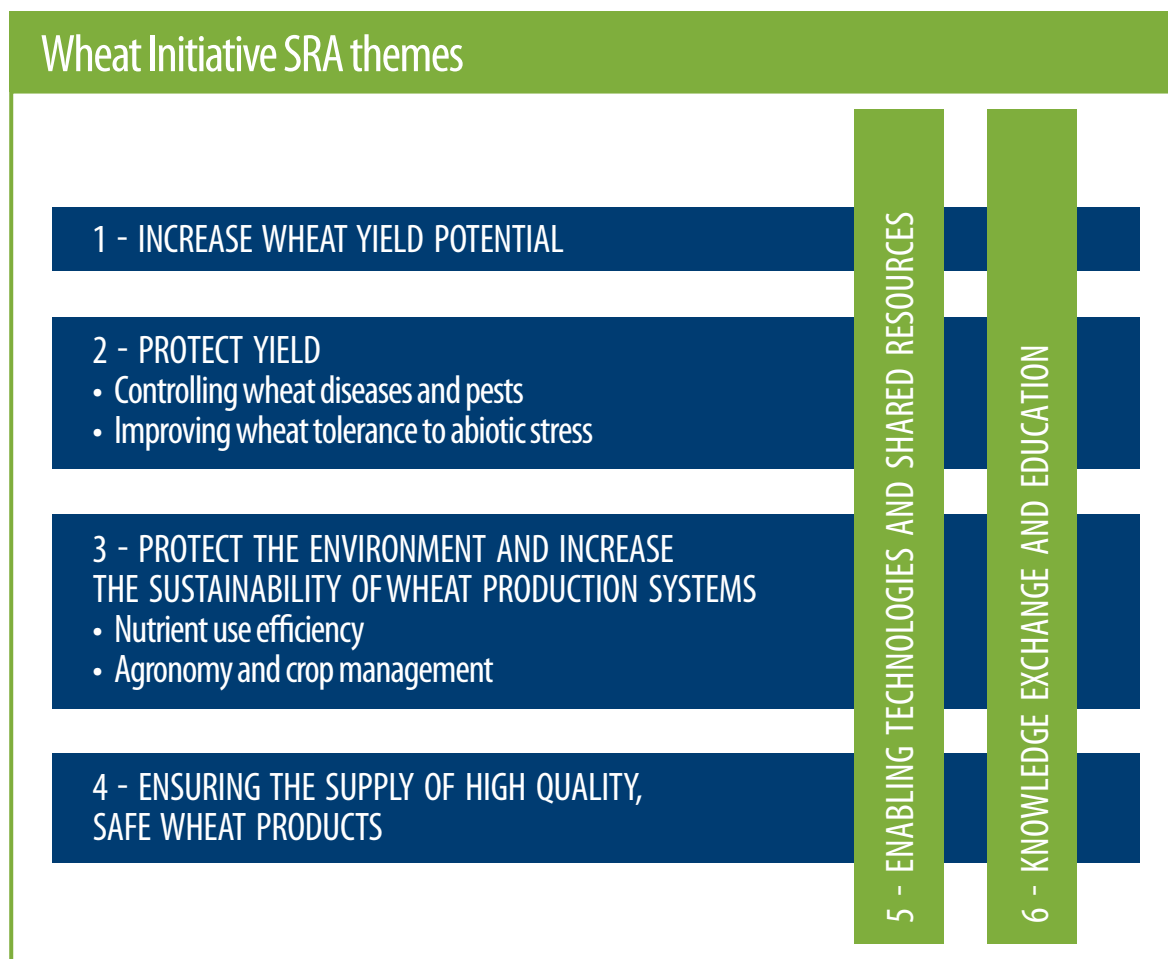 Wheat Initiative SRA themes
1 - INCREASE WHEAT YIELD POTENTIAL
2 - PROTECT YIELD
• Controlling wheat diseases and pests
• Improving wheat tolerance to abiotic stress
3 - PROTECT THE ENVIRONMENT AND INCREASE
THE SUSTAINABILITY OF WHEAT PRODUCTION SYSTEMS
• Nutrient use efficiency
• Agronomy and crop management
4 - ENSURING THE SUPPLY OF HIGH QUALITY,
SAFE WHEAT PRODUCTS
5 - ENABLING TECHNOLOGIES AND SHARED RESOURCES
6 - KNOWLEDGE EXCHANGE AND EDUCATION